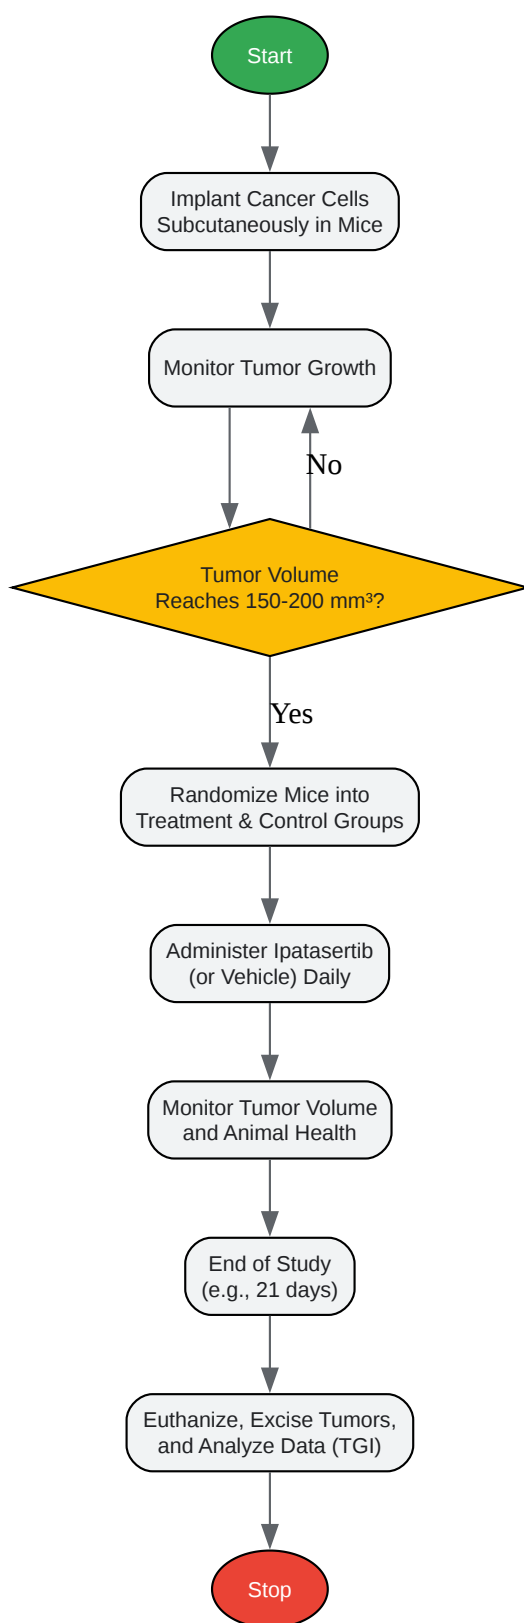 Start
Implant Cancer Cells
Subcutaneously in Mice
Monitor Tumor Growth
No
Tumor Volume
Reaches 150-200 mm³?
Yes
Randomize Mice into
Treatment & Control Groups
Administer Ipatasertib
(or Vehicle) Daily
Monitor Tumor Volume
and Animal Health
End of Study
(e.g., 21 days)
Euthanize, Excise Tumors,
and Analyze Data (TGI)
Stop